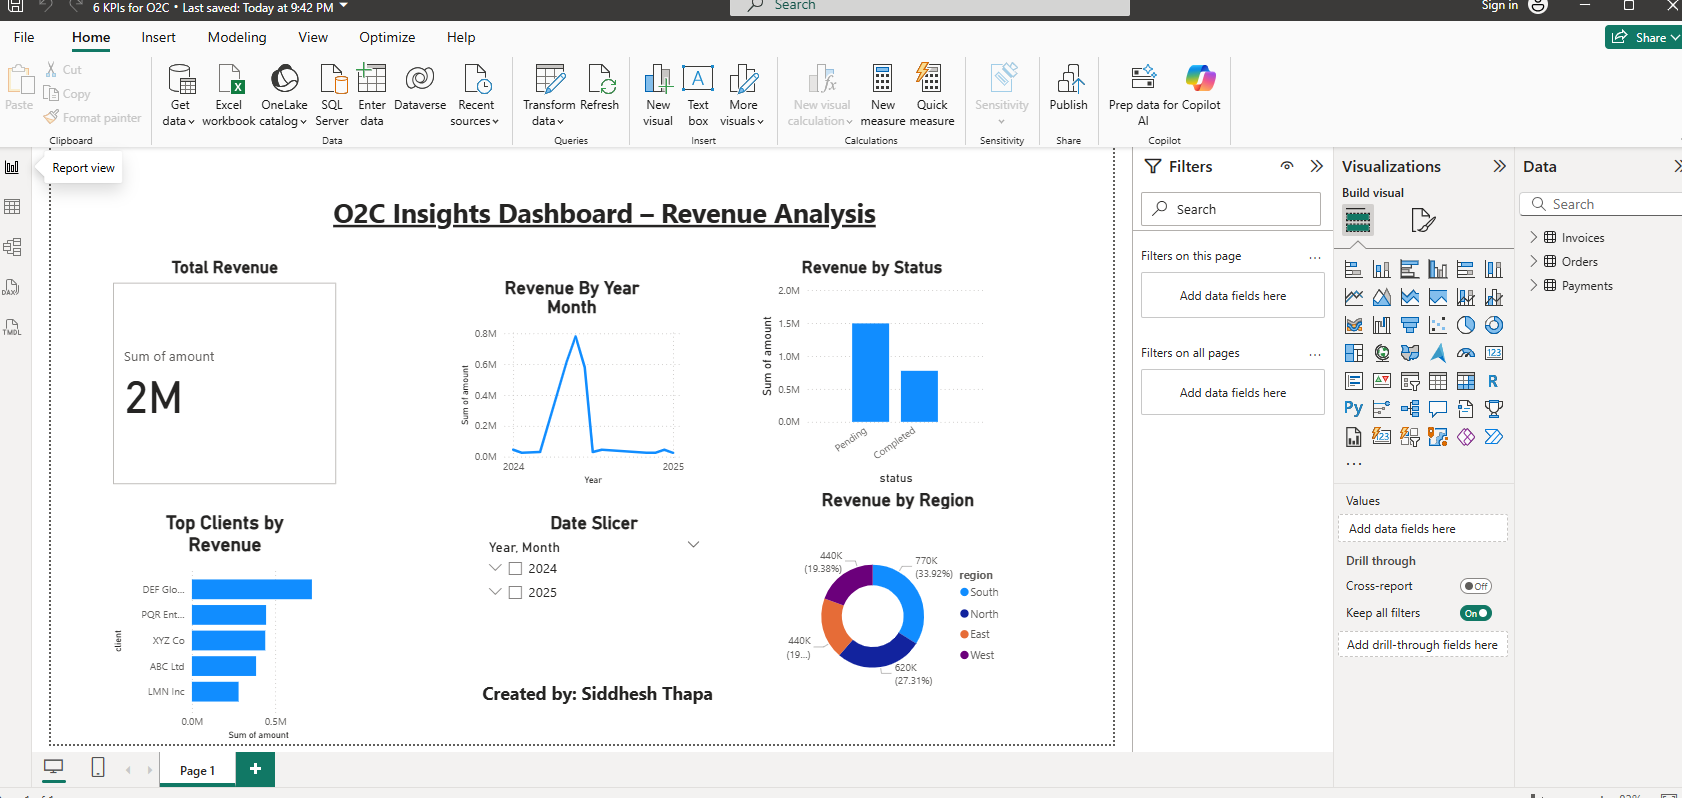 6 KPIs for O2C • Last saved: Today at 9:42 PM
Search
Sign in
File
Home
Insert
Modeling
View
Optimize
Help
Share
Paste
Cut
Copy
Format painter
Clipboard
Get data
Excel workbook
OneLake catalog
SQL Server
Enter data
Dataverse
Recent sources
Data
Transform data
Refresh
Queries
New visual
Text box
More visuals
Insert
New visual calculation
New measure
Quick measure
Calculations
Sensitivity
Sensitivity
Publish
Share
Prep data for AI
Copilot
Copilot
Report view
DAX
TMDL
O2C Insights Dashboard – Revenue Analysis
Total Revenue
Sum of amount
2M
Revenue By Year
Month
Sum of amount
0.8M
0.6M
0.4M
0.2M
0.0M
2024
2025
Year
Revenue by Status
Sum of amount
2.0M
1.5M
1.0M
0.5M
0.0M
Pending
Completed
status
Top Clients by
Revenue
client
DEF Glo...
PQR Ent...
XYZ Co
ABC Ltd
LMN Inc
0.0M
0.5M
Sum of amount
Date Slicer
Year, Month
2024
2025
Created by: Siddhesh Thapa
Revenue by Region
440K
(19.38%)
770K
(33.92%)
440K
(19...)
620K
(27.31%)
region
South
North
East
West
Page 1
Filters
Search
Filters on this page
...
Add data fields here
Filters on all pages
...
Add data fields here
Visualizations
Build visual
123
R
Py
123
...
Values
Add data fields here
Drill through
Cross-report
Off
Keep all filters
On
Add drill-through fields here
Data
Search
Invoices
Orders
Payments